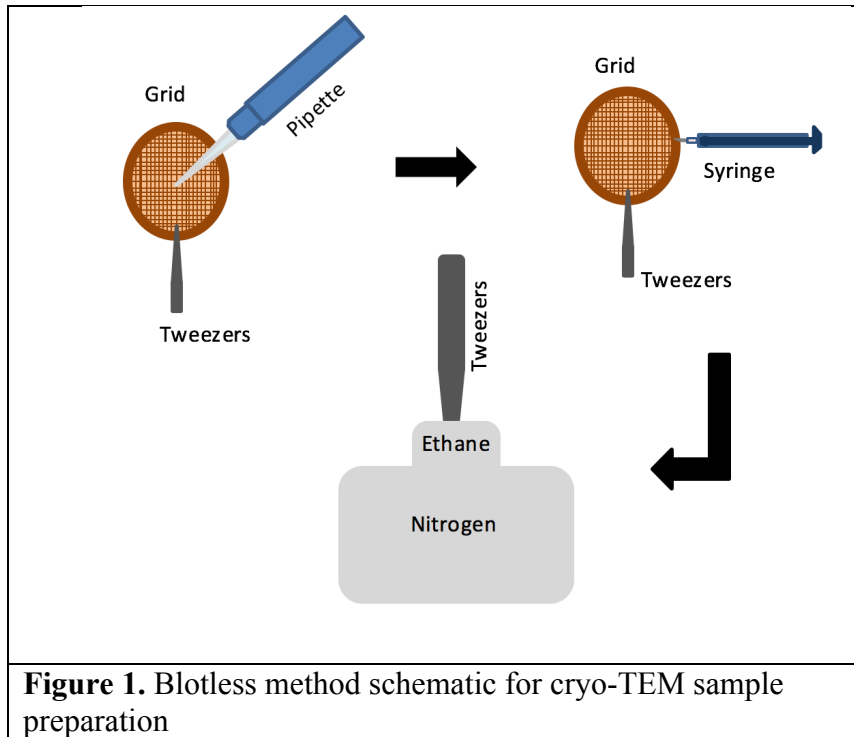 Grid
Pipette
Tweezers
Grid
Syringe
Tweezers
Tweezers
Ethane
Nitrogen
Figure 1. Blotless method schematic for cryo-TEM sample
preparation